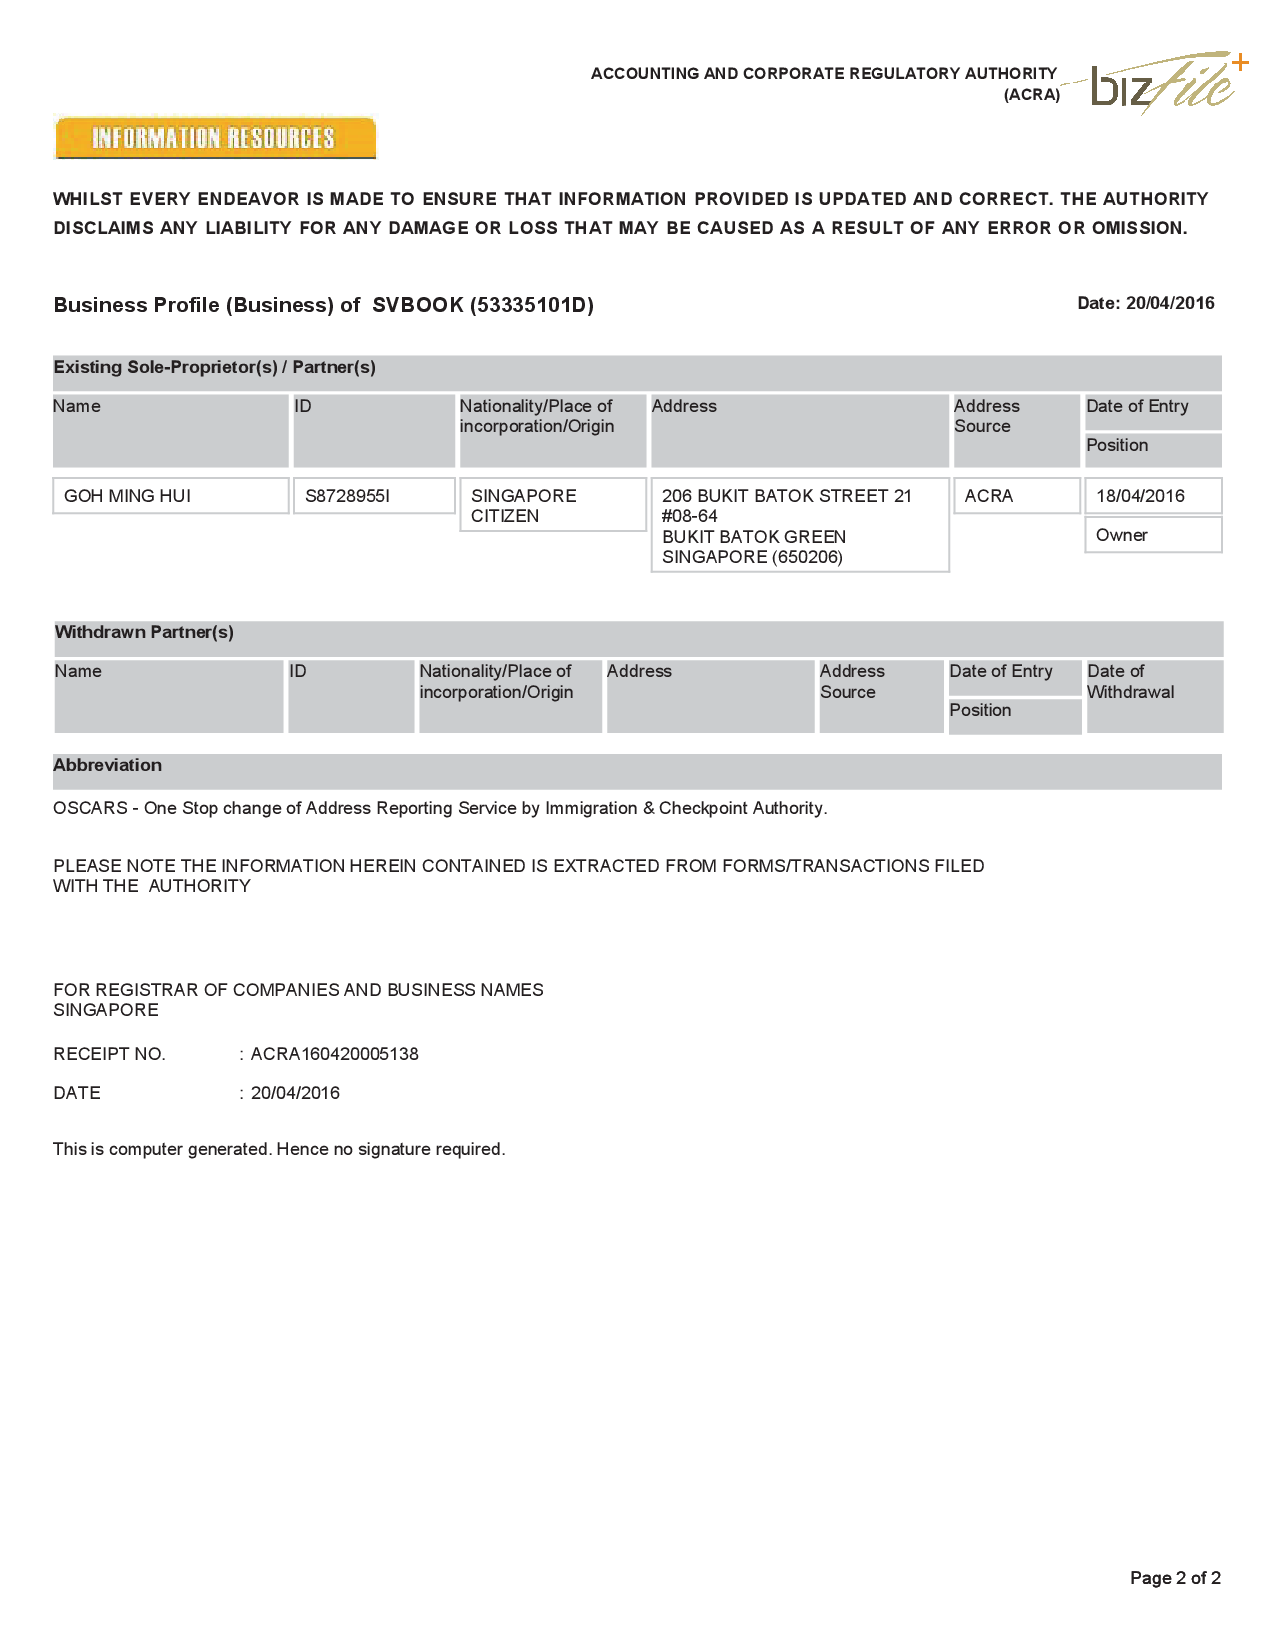 ACCOUNTING AND CORPORATE REGULATORY AUTHORITY
(ACRA)
bizfile+
INFORMATION RESOURCES
WHILST EVERY ENDEAVOR IS MADE TO ENSURE THAT INFORMATION PROVIDED IS UPDATED AND CORRECT. THE AUTHORITY
DISCLAIMS ANY LIABILITY FOR ANY DAMAGE OR LOSS THAT MAY BE CAUSED AS A RESULT OF ANY ERROR OR OMISSION.
Business Profile (Business) of SVBOOK (53335101D) Date: 20/04/2016
Existing Sole-Proprietor(s) / Partner(s)
Name ID Nationality/Place of Address Address Date of Entry
incorporation/Origin Source
Position
GOH MING HUI S8728955I SINGAPORE 206 BUKIT BATOK STREET 21 ACRA 18/04/2016
CITIZEN #08-64
BUKIT BATOK GREEN Owner
SINGAPORE (650206)
Withdrawn Partner(s)
Name ID Nationality/Place of Address Address Date of Entry Date of
incorporation/Origin Source Withdrawal
Position
Abbreviation
OSCARS - One Stop change of Address Reporting Service by Immigration & Checkpoint Authority.
PLEASE NOTE THE INFORMATION HEREIN CONTAINED IS EXTRACTED FROM FORMS/TRANSACTIONS FILED
WITH THE AUTHORITY
FOR REGISTRAR OF COMPANIES AND BUSINESS NAMES
SINGAPORE
RECEIPT NO. : ACRA160420005138
DATE : 20/04/2016
This is computer generated. Hence no signature required.
Page 2 of 2